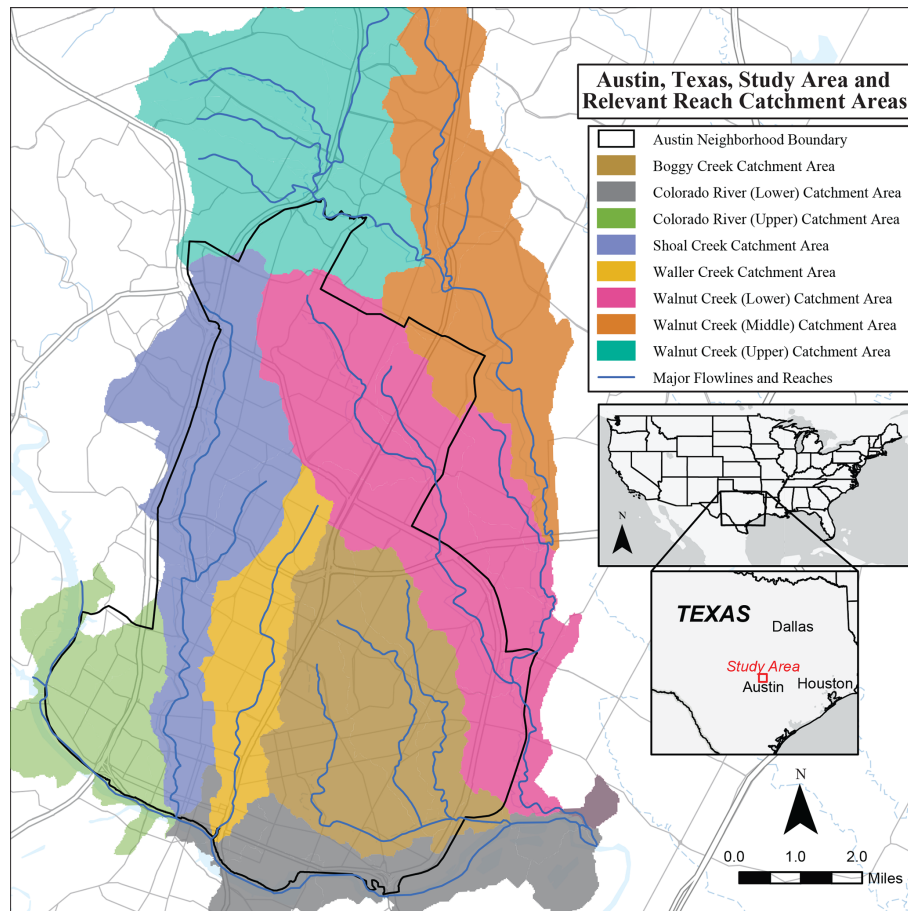 Austin, Texas, Study Area and
Relevant Reach Catchment Areas
Austin Neighborhood Boundary
Boggy Creek Catchment Area
Colorado River (Lower) Catchment Area
Colorado River (Upper) Catchment Area
Shoal Creek Catchment Area
Waller Creek Catchment Area
Walnut Creek (Lower) Catchment Area
Walnut Creek (Middle) Catchment Area
Walnut Creek (Upper) Catchment Area
Major Flowlines and Reaches
N
TEXAS
Dallas
Study Area
Austin
Houston
N
0.0 1.0 2.0
Miles